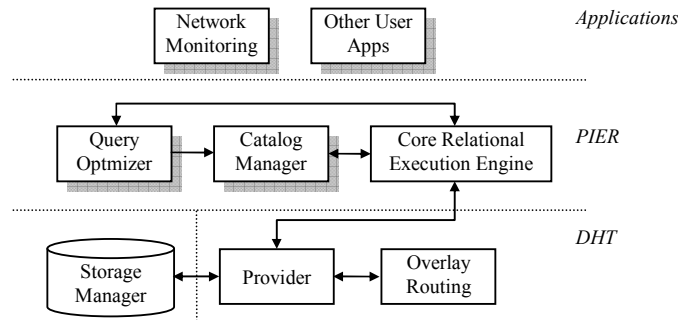 Network
Monitoring
Other User
Apps
Applications
Query
Optmizer
Catalog
Manager
Core Relational
Execution Engine
PIER
Storage
Manager
Provider
Overlay
Routing
DHT